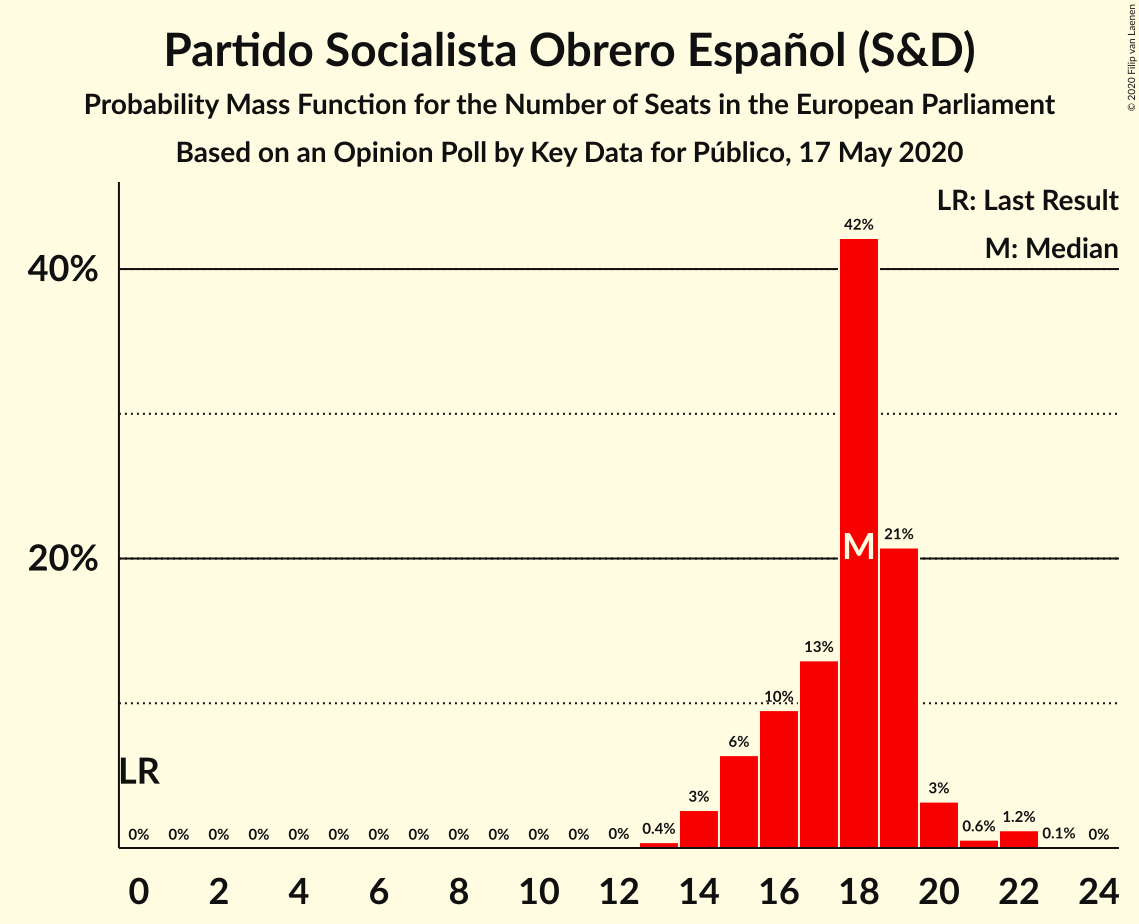 Partido Socialista Obrero Español (S&D)
Probability Mass Function for the Number of Seats in the European Parliament
Based on an Opinion Poll by Key Data for Público, 17 May 2020
© 2020 Filip van Laenen
LR: Last Result
M: Median
40%
20%
42%
M
21%
13%
10%
6%
3%
3%
LR
0% 0% 0% 0% 0% 0% 0% 0% 0% 0% 0% 0% 0% 0.4% 0.6% 1.2% 0.1% 0%
0 2 4 6 8 10 12 14 16 18 20 22 24